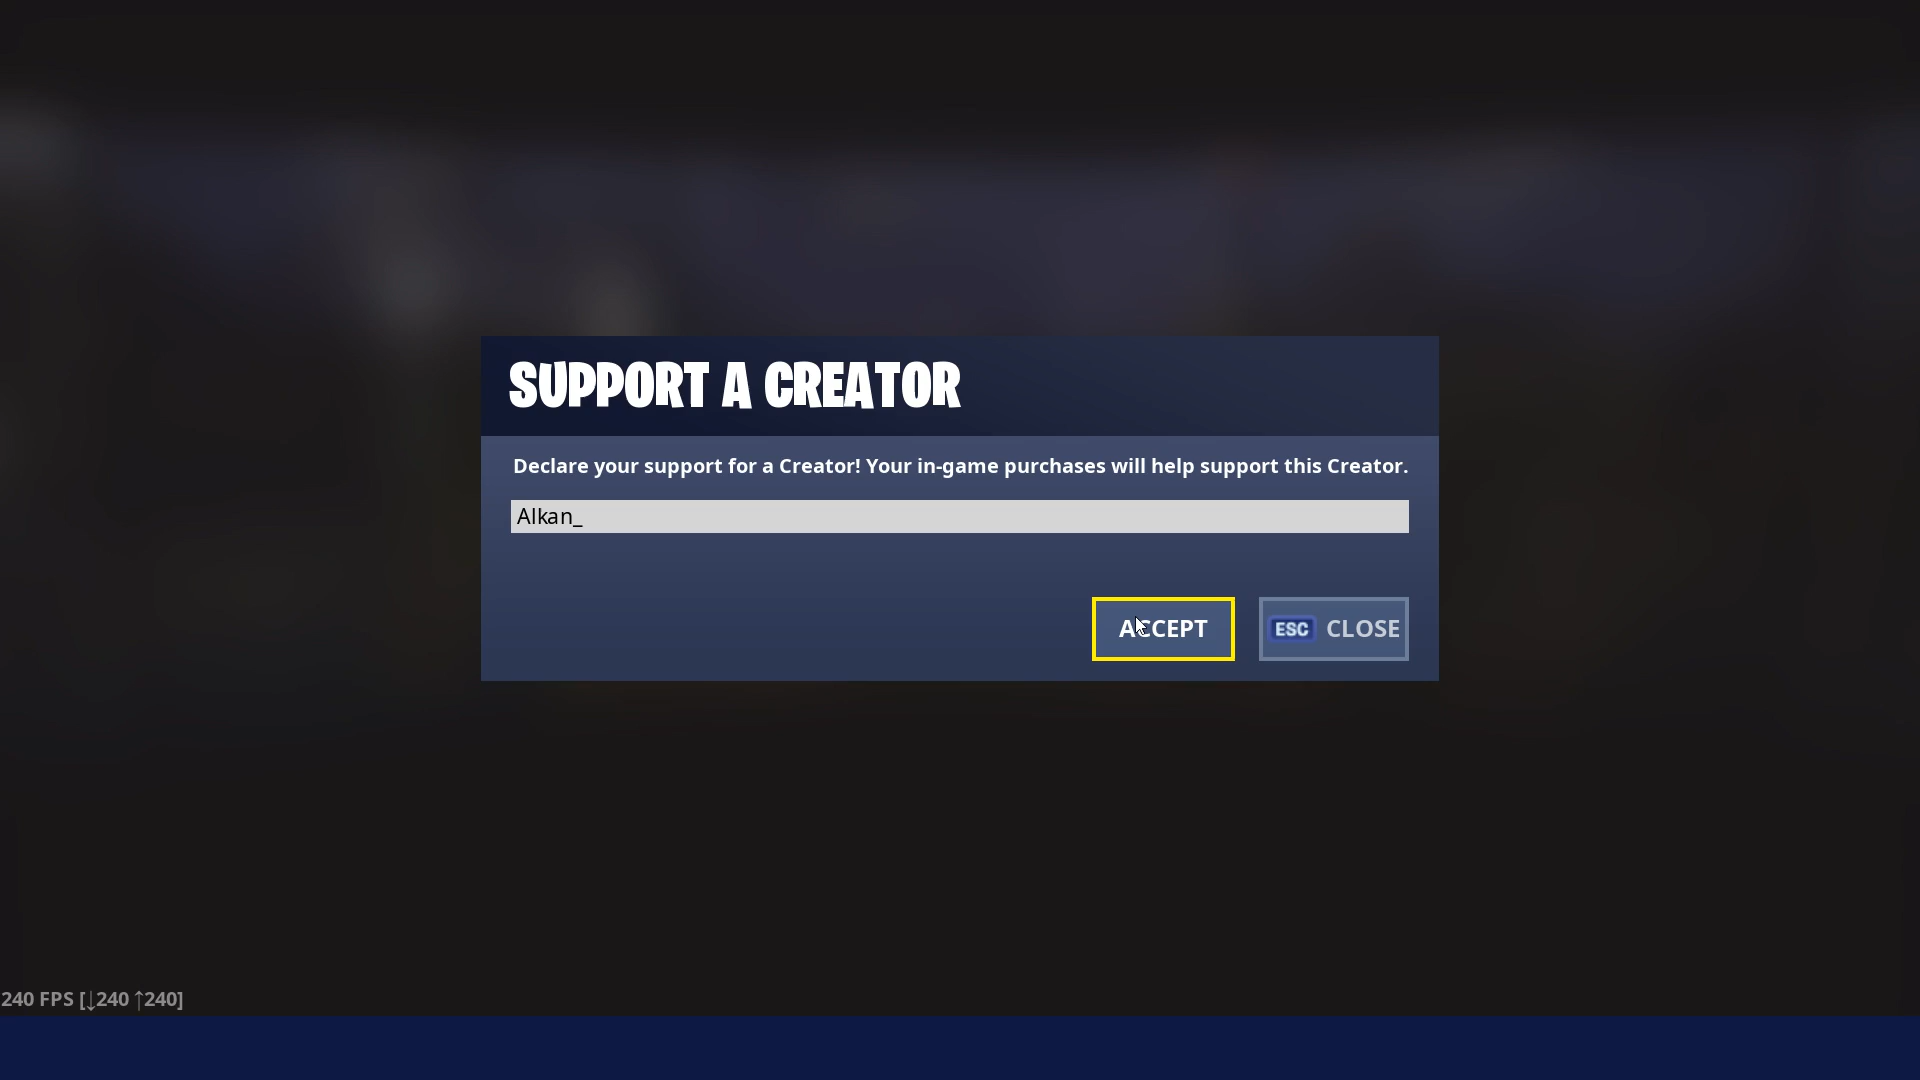 SUPPORT A CREATOR
Declare your support for a Creator! Your in-game purchases will help support this Creator.
Alkan_
ACCEPT
ESC CLOSE
240 FPS [↓240 ↑240]